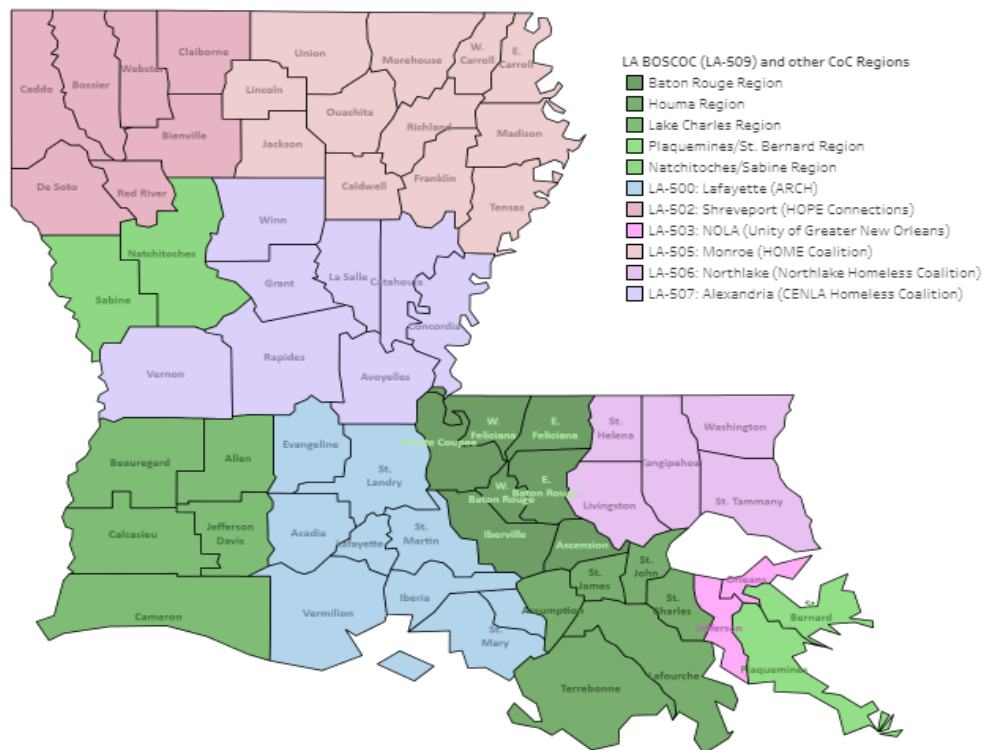 LA BOSCOC (LA-509) and other CoC Regions
Baton Rouge Region
Houma Region
Lake Charles Region
Plaquemines/St. Bernard Region
Natchitoches/Sabine Region
LA-500: Lafayette (ARCH)
LA-502: Shreveport (HOPE Connections)
LA-503: NOLA (Unity of Greater New Orleans)
LA-505: Monroe (HOME Coalition)
LA-506: Northlake (Northlake Homeless Coalition)
LA-507: Alexandria (CENLA Homeless Coalition)
Caddo
Bossier
Webster
Claiborne
Union
Morehouse
W.
Carroll
E.
Carroll
Lincoln
Ouachita
Richland
Madison
Bienville
Jackson
De Soto
Red River
Caldwell
Franklin
Tensas
Natchitoches
Winn
Sabine
Grant
La Salle
Catahoula
Concordia
Vernon
Rapides
Avoyelles
Beauregard
Allen
Evangeline
St.
Landry
Pointe Coupee
W.
Feliciana
E.
Feliciana
St.
Helena
Tangipahoa
Washington
W.
Baton Rouge
E.
Baton Rouge
Livingston
St. Tammany
Calcasieu
Jefferson
Davis
Acadia
Lafayette
St.
Martin
Iberville
Ascension
St.
James
St.
John
Cameron
Vermilion
Iberia
St.
Mary
Assumption
St.
Charles
Orleans
Jefferson
St.
Bernard
Terrebonne
Lafourche
Plaquemines